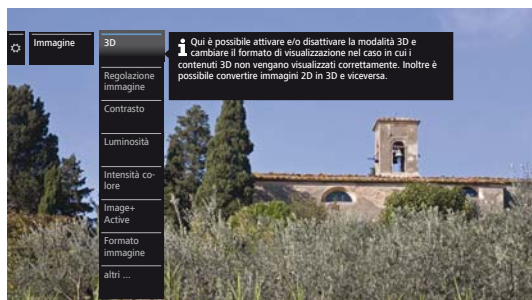 Immagine
3D
Regolazione
immagine
Contrasto
Luminosità
Intensità co-
lore
Image+
Active
Formato
immagine
altri ...
Qui è possibile attivare e/o disattivare la modalità 3D e
cambiare il formato di visualizzazione nel caso in cui i
contenuti 3D non vengano visualizzati correttamente. Inoltre è
possibile convertire immagini 2D in 3D e viceversa.